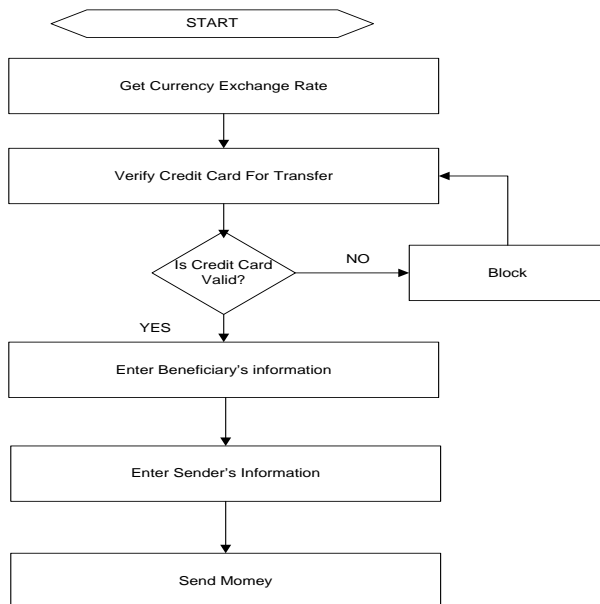 START
Get Currency Exchange Rate
Verify Credit Card For Transfer
Is Credit Card
Valid?
NO
Block
YES
Enter Beneficiary's information
Enter Sender's Information
Send Momey